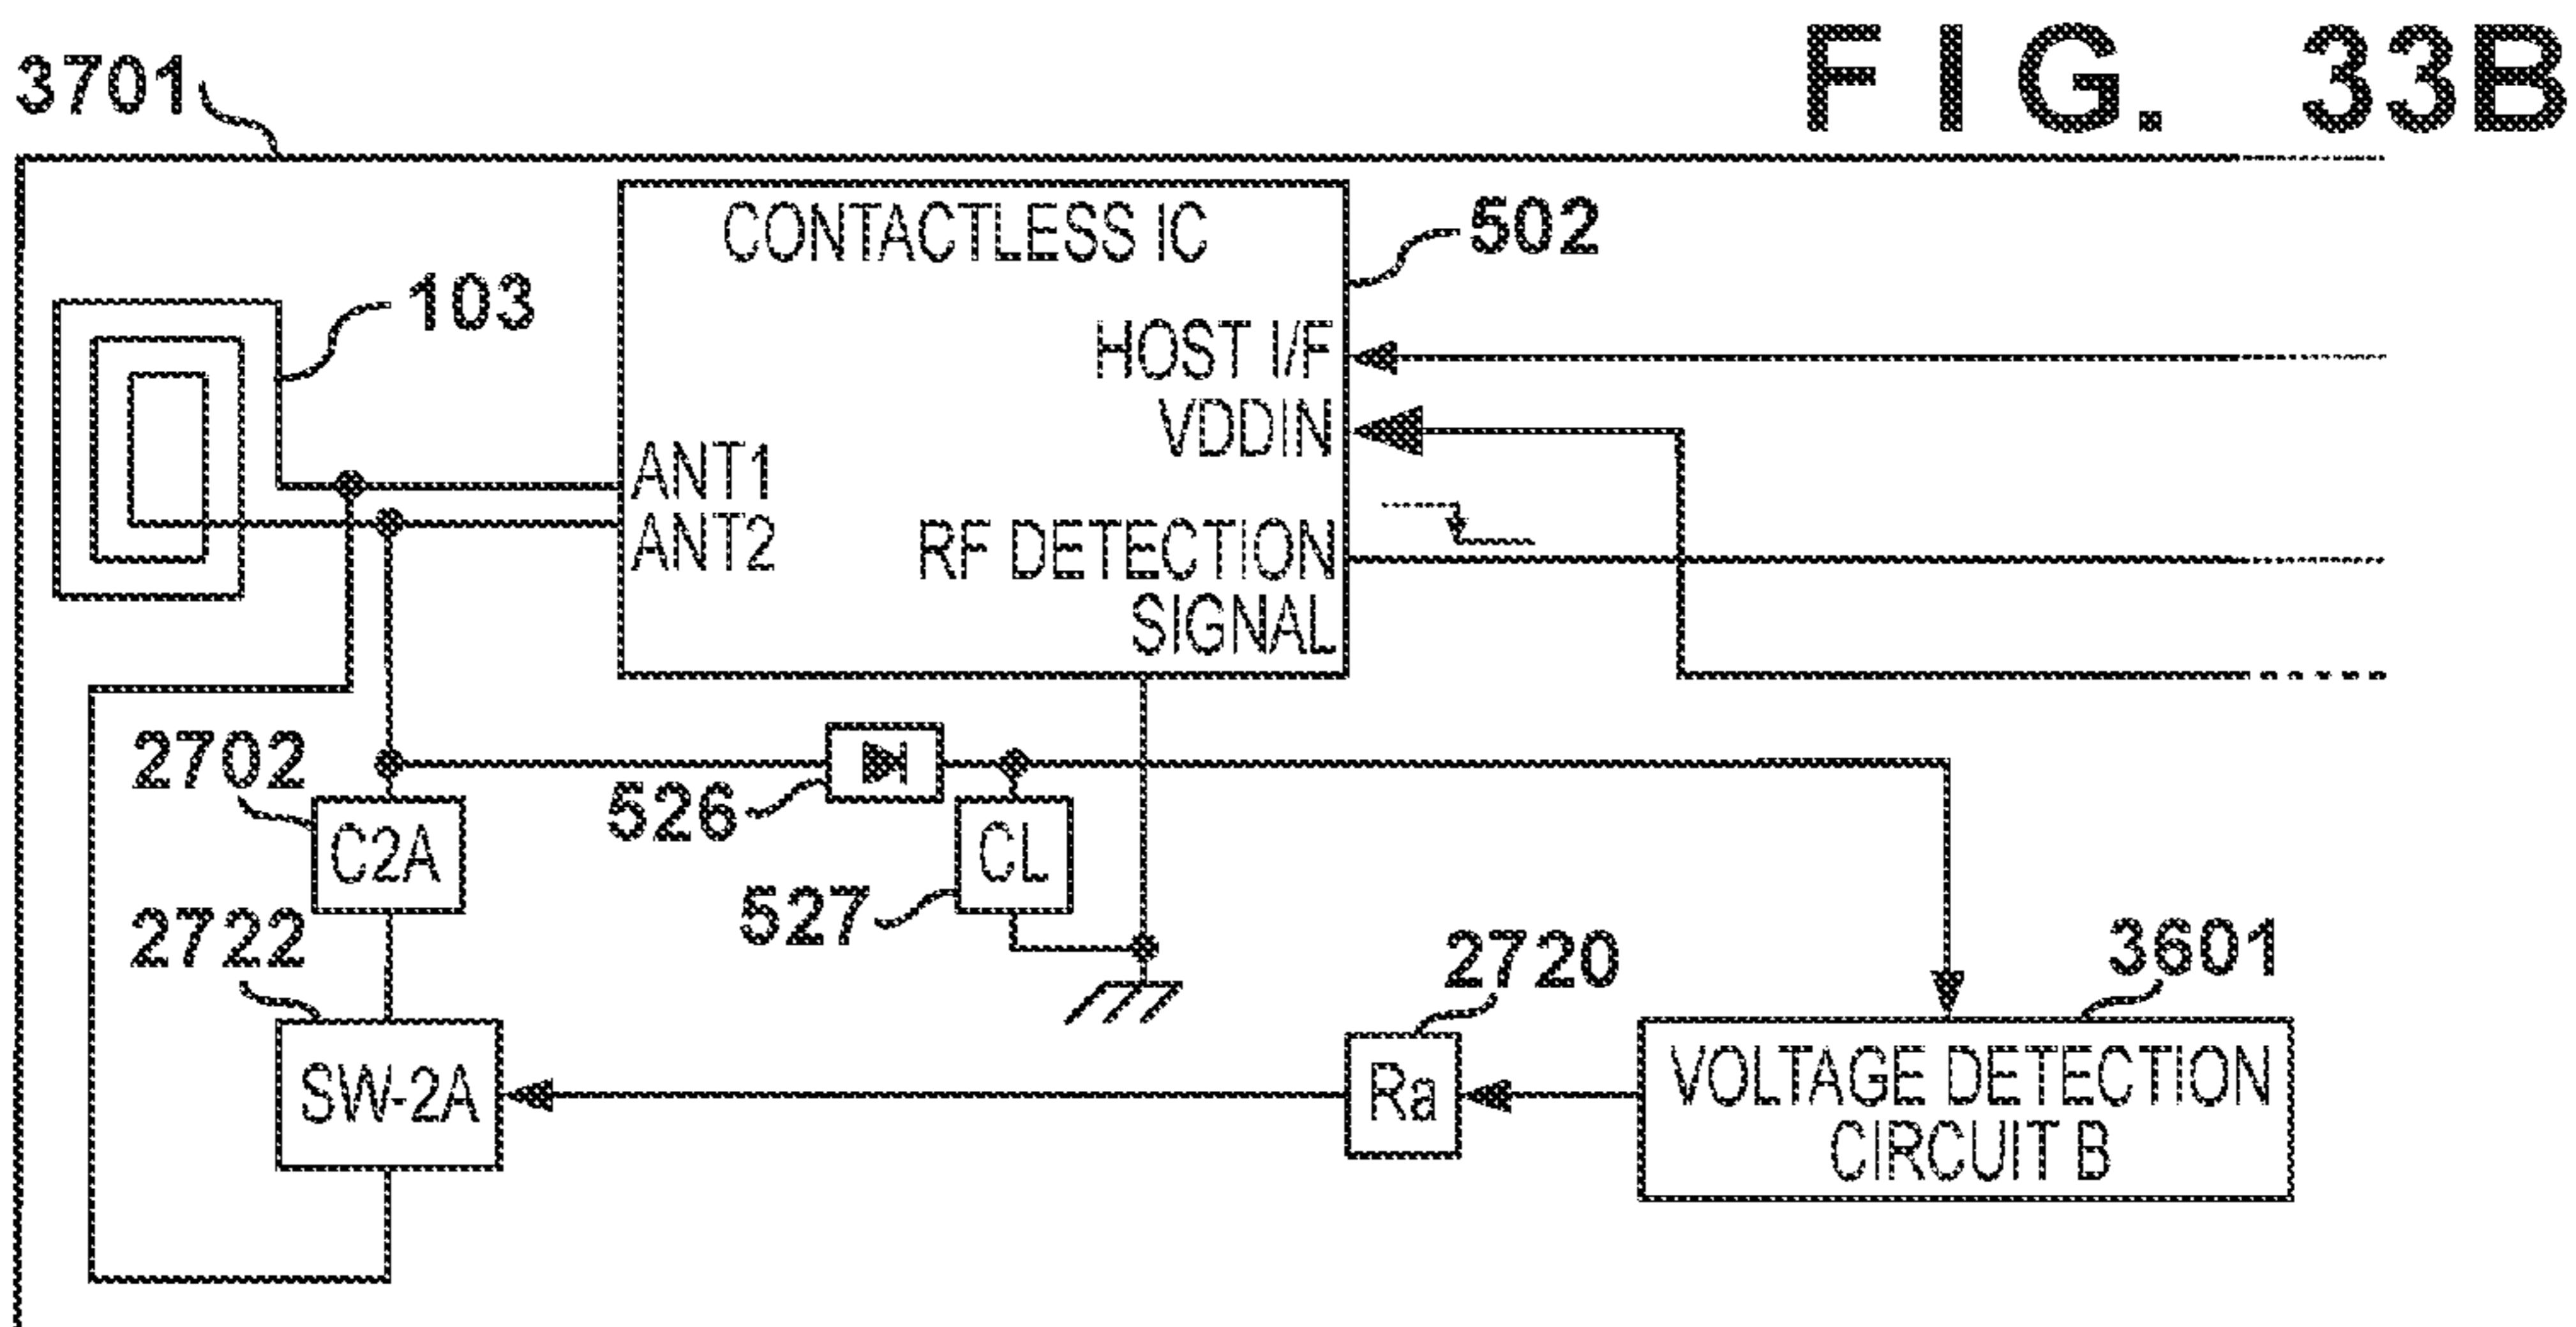 FIG. 33B
3701
CONTACTLESS IC
502
103
HOST I/F
VDDIN
ANT1
ANT2
RF DETECTION
SIGNAL
2702
526
C2A
CL
527
2722
2720
3601
SW-2A
Ra
VOLTAGE DETECTION
CIRCUIT B